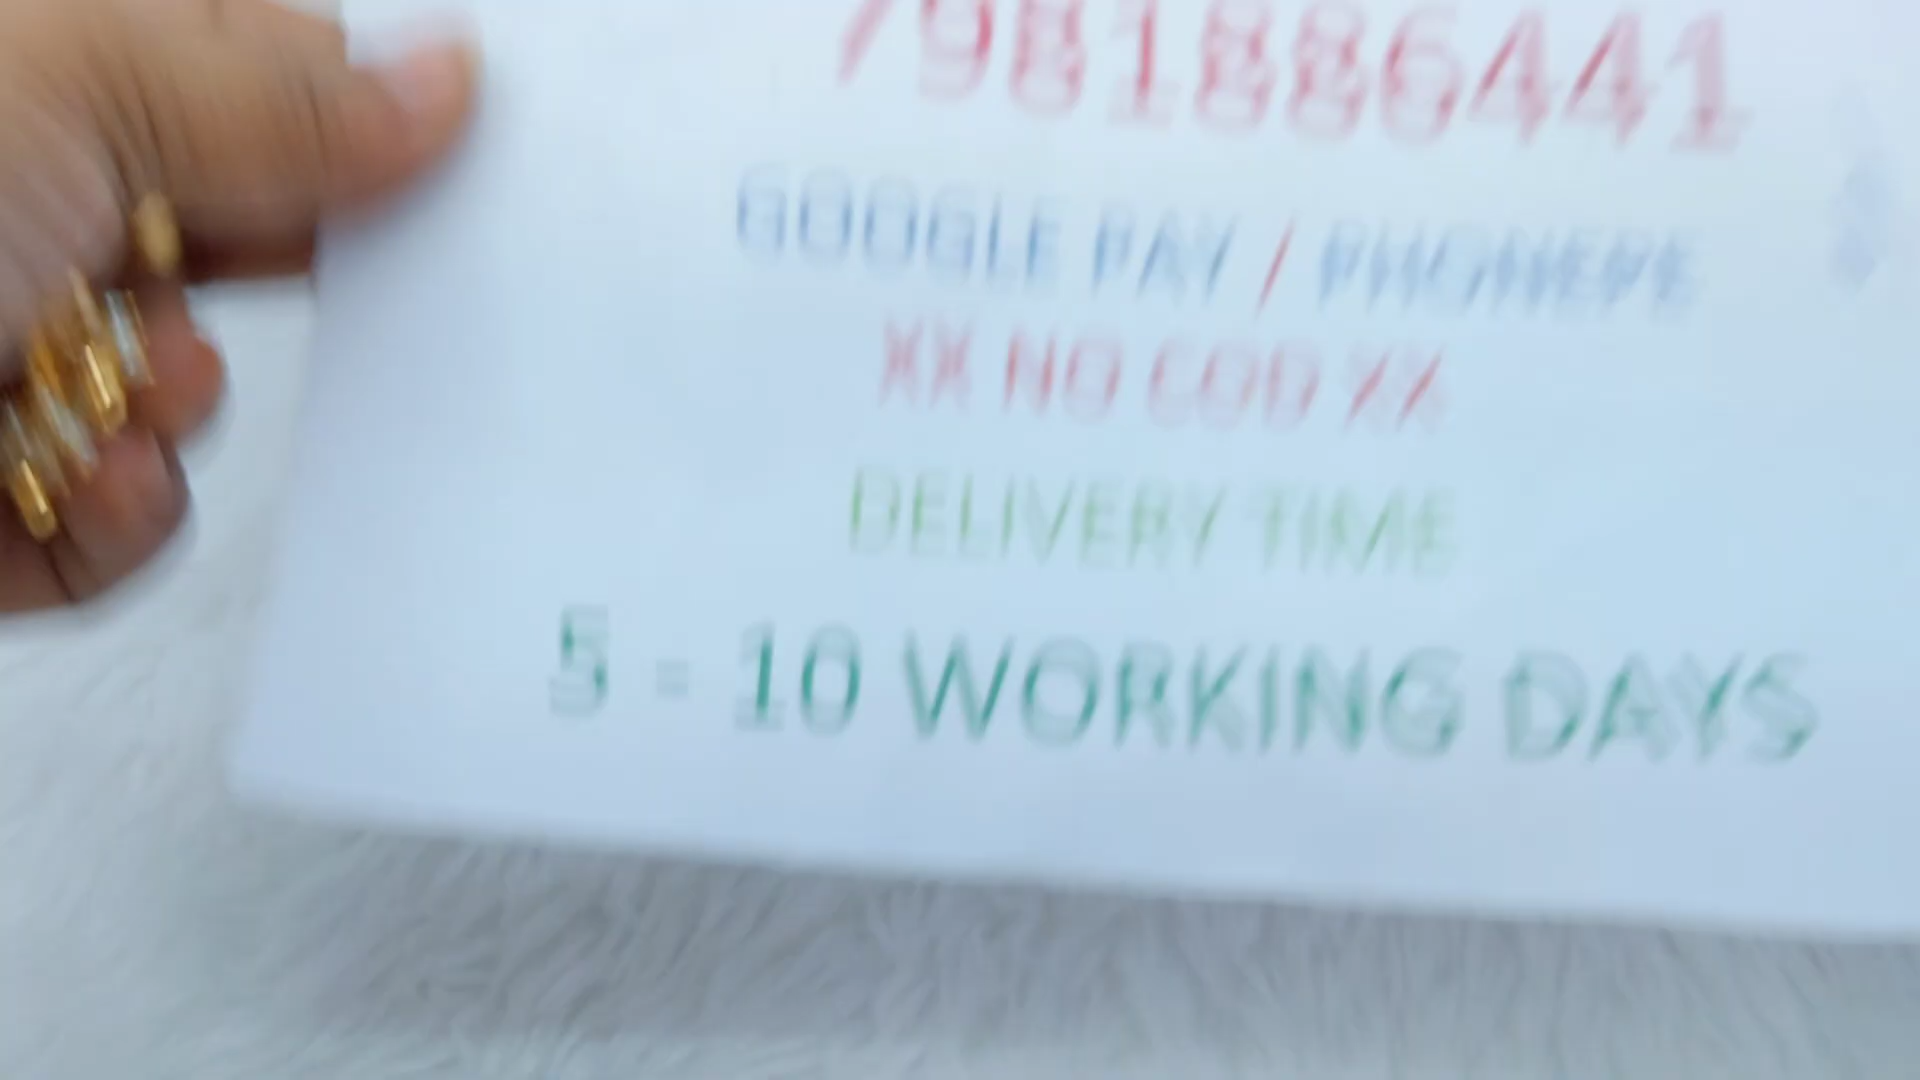 7981886441
GOOGLE PAY / PHONEPE
XX NO COD XX
DELIVERY TIME
5 - 10 WORKING DAYS